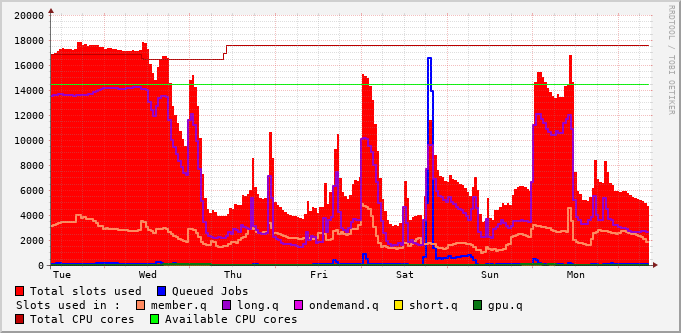 20000
18000
16000
14000
12000
10000
8000
6000
4000
2000
0
Tue Wed Thu Fri Sat Sun Mon
RRDTOOL / TOBI OETIKER
Total slots used Queued Jobs
Slots used in : member.q long.q ondemand.q short.q gpu.q
Total CPU cores Available CPU cores